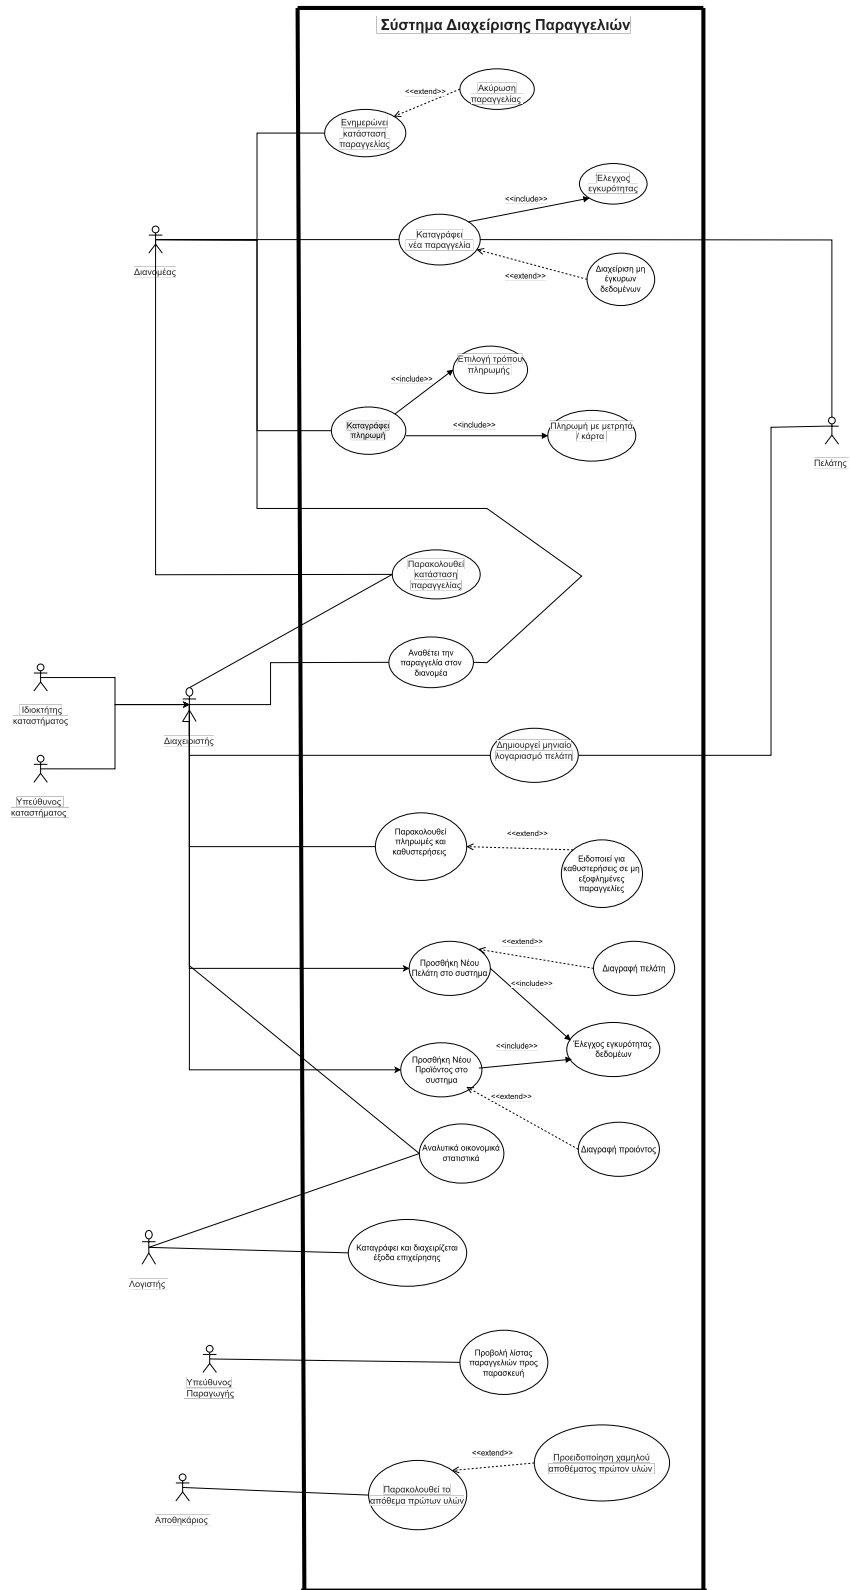 Σύστημα Διαχείρισης Παραγγελιών
<<extend>>
Ακύρωση
παραγγελίας
Ενημερώνει
κατάσταση
παραγγελίας
Έλεγχος
εγκυρότητας
<<include>>
Καταγράφει
νέα παραγγελία
Διανομέας
<<extend>>
Διαχείριση μη
έγκυρων
δεδομένων
Επιλογή τρόπου
πληρωμής
<<include>>
Καταγράφει
πληρωμή
<<include>>
Πληρωμή με μετρητά
/ κάρτα
Πελάτης
Παρακολουθεί
κατάσταση
παραγγελίας
Αναθέτει την
παραγγελία στον
διανομέα
Ιδιοκτήτης
καταστήματος
Διαχειριστής
Δημιουργεί μηνιαίο
λογαριασμό πελάτη
Υπεύθυνος
καταστήματος
Παρακολουθεί
πληρωμές και
καθυστερήσεις
<<extend>>
Ειδοποιεί για
καθυστερήσεις σε μη
εξοφλημένες
παραγγελίες
<<extend>>
Προσθήκη Νέου
Πελάτη στο συστημα
Διαγραφή πελάτη
<<include>>
Έλεγχος εγκυρότητας
δεδομέων
<<include>>
Προσθήκη Νέου
Προϊόντος στο
συστημα
<<extend>>
Διαγραφή προιόντος
Αναλυτικά οικονομικά
στατιστικά
Λογιστής
Καταγράφει και διαχειρίζεται
έξοδα επιχείρησης
Υπεύθυνος
Παραγωγής
Προβολή λίστας
παραγγελιών προς
παρασκευή
<<extend>>
Προειδοποίηση χαμηλού
αποθέματος πρώτον υλών
Αποθηκάριος
Παρακολουθεί το
απόθεμα πρώτων υλών